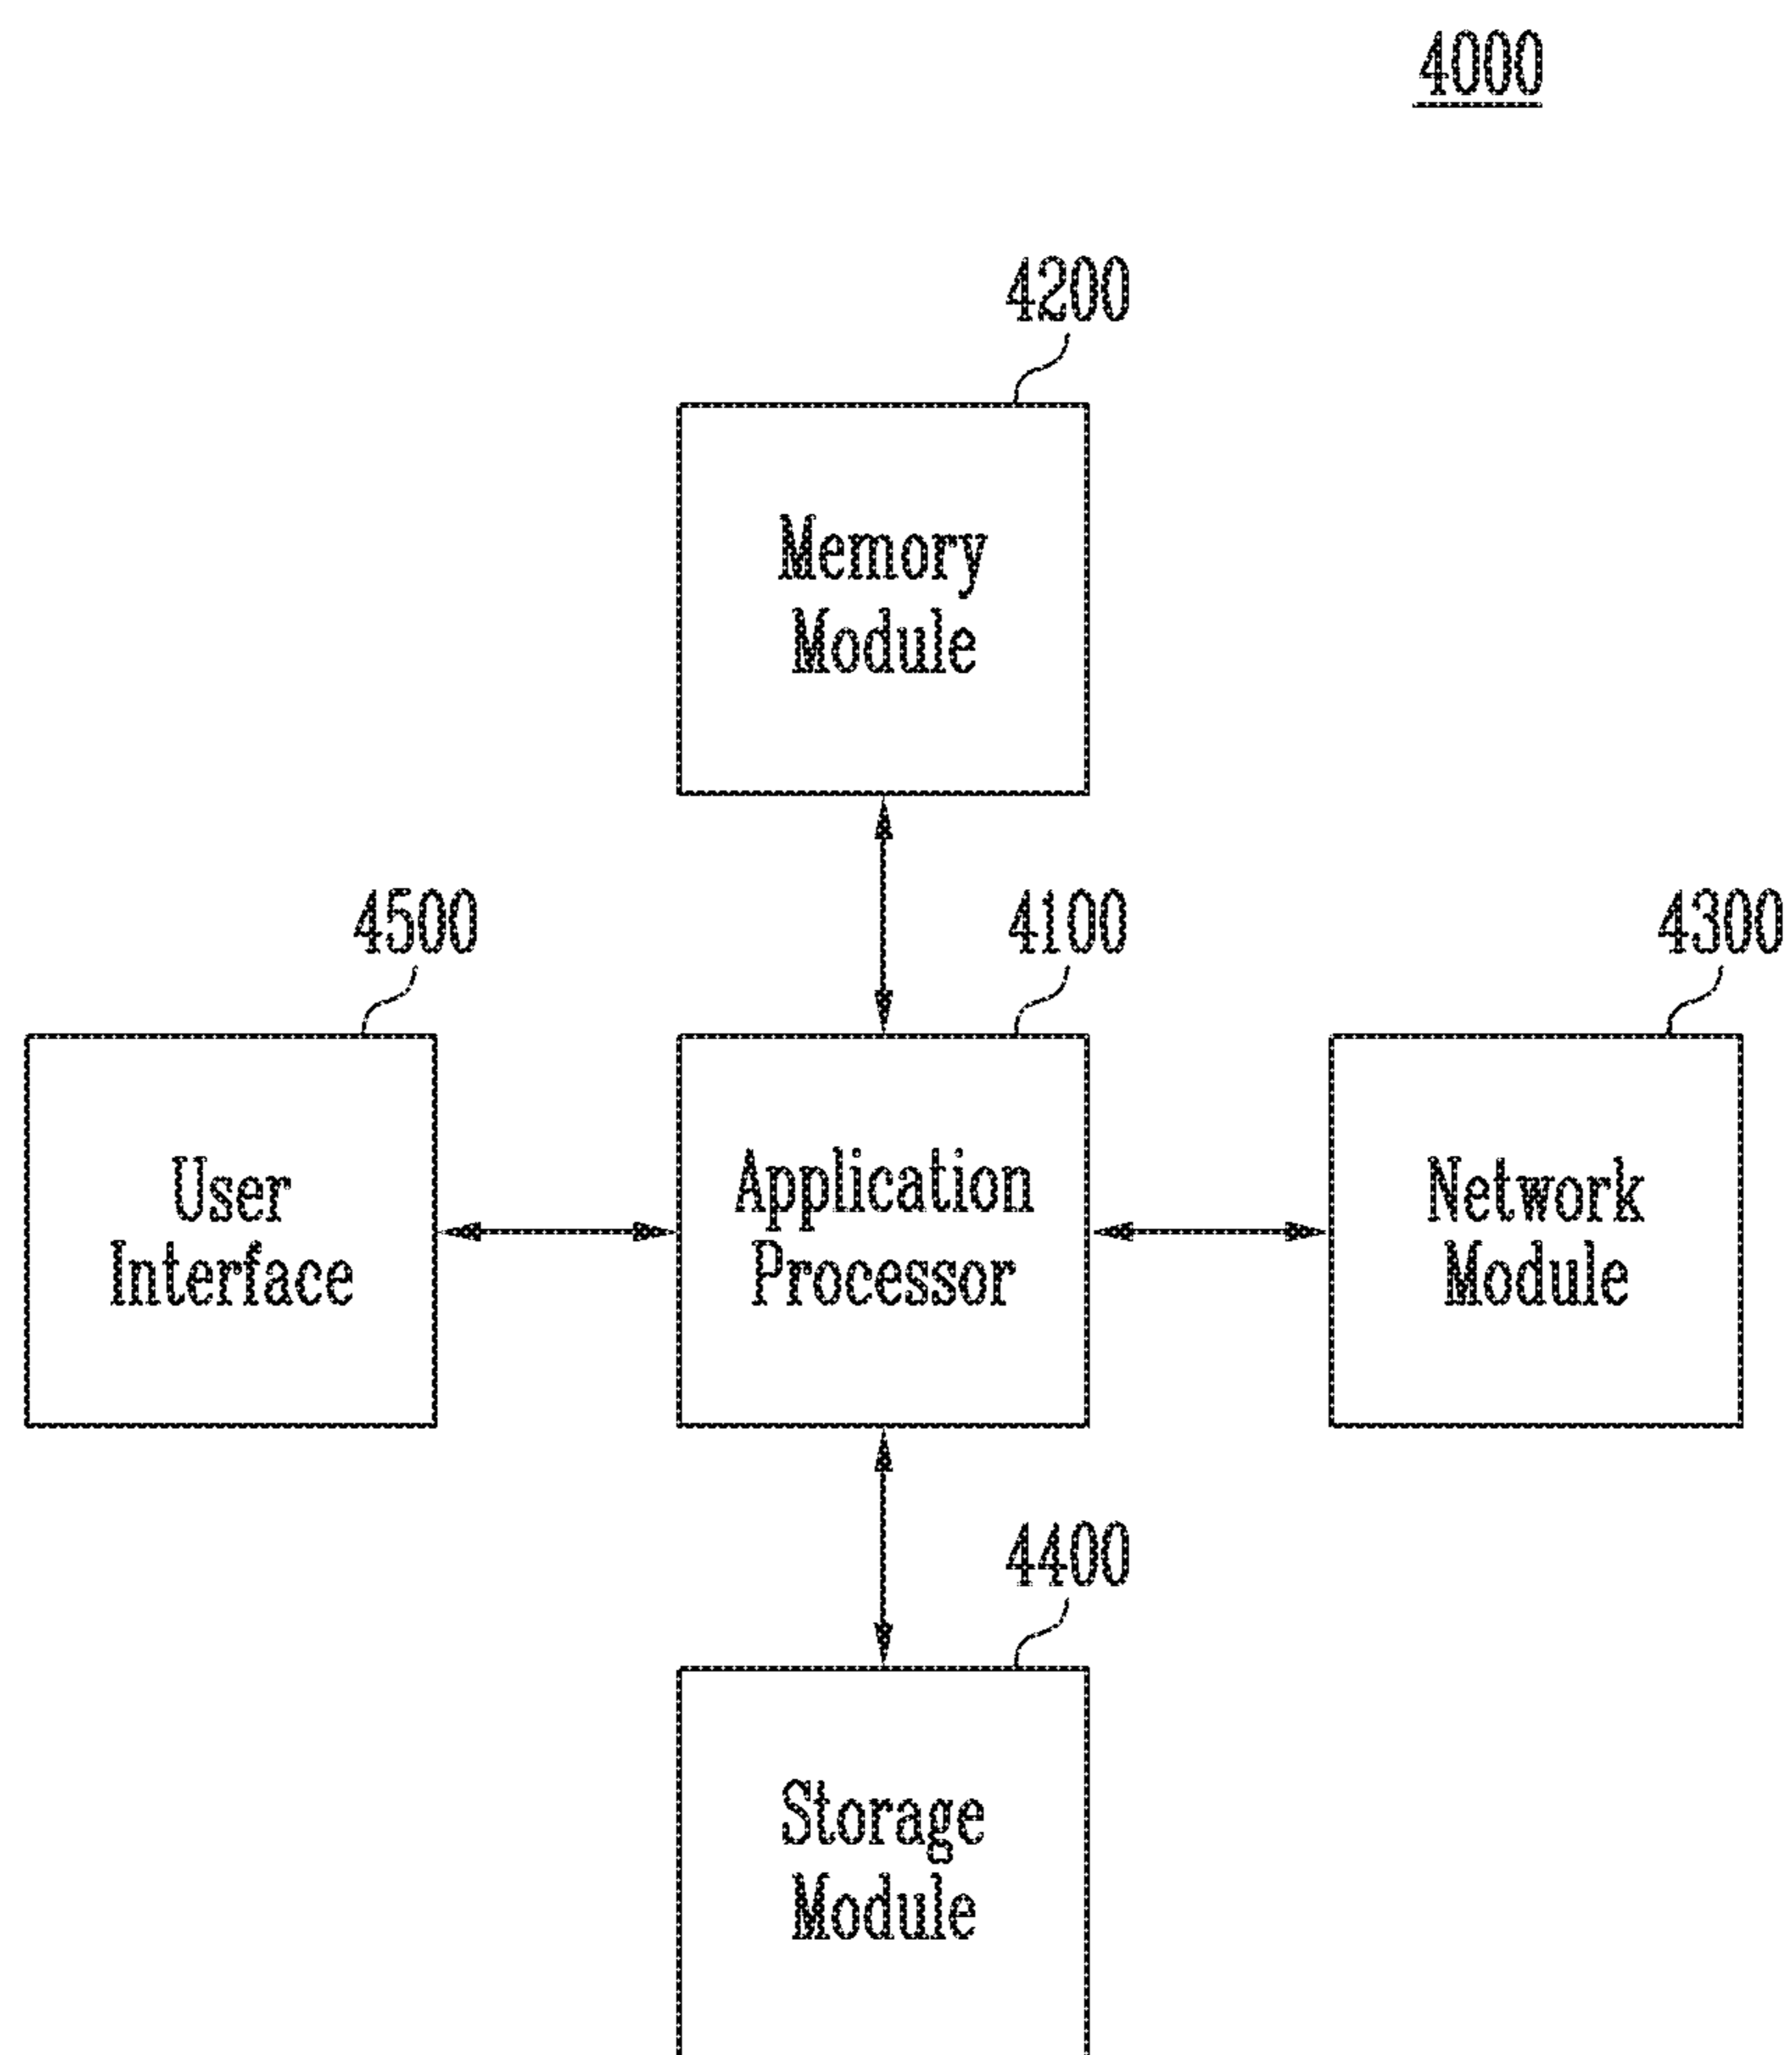 4000
4200
Memory
Module
4500
4100
4300
User
Interface
Application
Processor
Network
Module
4400
Storage
Module